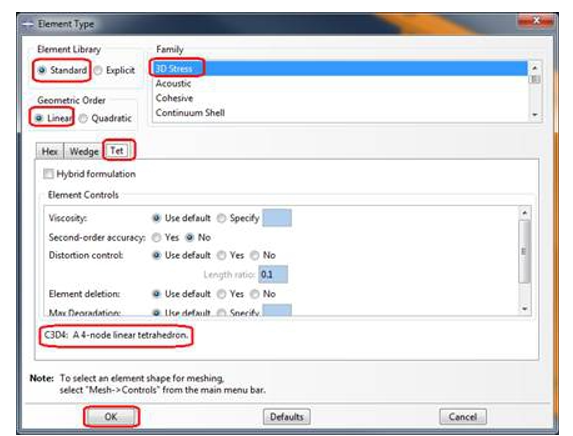 Element Type
Element Library
Family
Standard Explicit
3D Stress
Acoustic
Cohesive
Continuum Shell
Geometric Order
Linear Quadratic
Hex Wedge Tet
Hybrid formulation
Element Controls
Viscosity: Use default Specify
Second-order accuracy: Yes No
Distortion control: Use default Yes No
Length ratio: 0.1
Element deletion: Use default Yes No
Max Degradation: Use default Specify
C3D4: A 4-node linear tetrahedron.
Note: To select an element shape for meshing,
select "Mesh->Controls" from the main menu bar.
OK Defaults Cancel